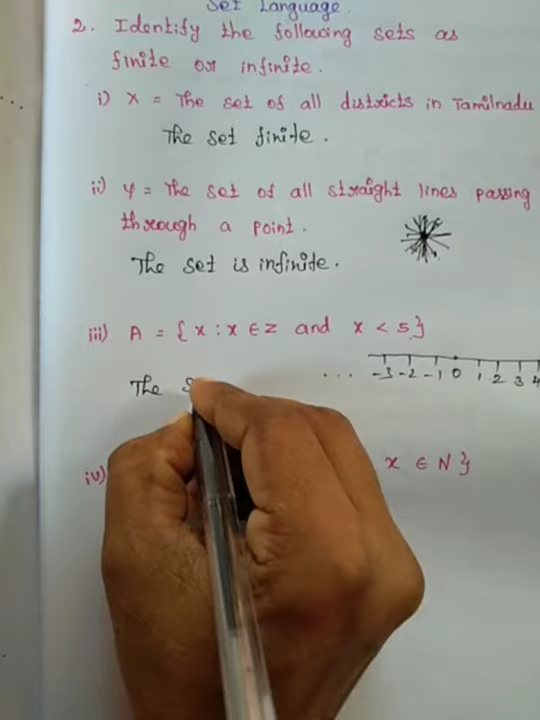 Set Language.
2. Identify the following sets as
finite or infinite.
i) X = The set of all districts in Tamilnadu
The set finite.
ii) Y = The set of all straight lines passing
through a point.
The set is infinite.
iii) A = { x : x ∈ Z and x < 5 }
... -3 -2 -1 0 1 2 3 4
The S
iv) x ∈ N }